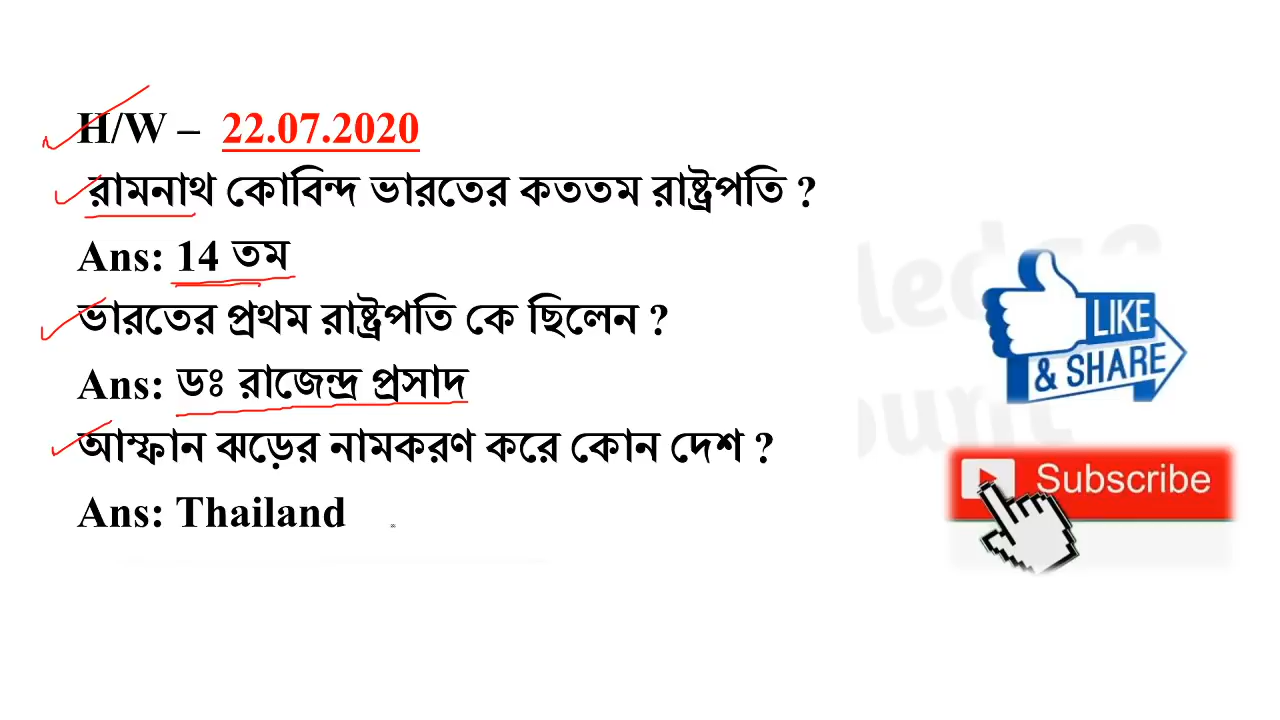 H/W – 22.07.2020
রামনাথ কোবিন্দ ভারতের কততম রাষ্ট্রপতি ?
Ans: 14 তম
ভারতের প্রথম রাষ্ট্রপতি কে ছিলেন ?
Ans: ডঃ রাজেন্দ্র প্রসাদ
আম্ফান ঝড়ের নামকরণ করে কোন দেশ ?
Ans: Thailand
LIKE
& SHARE
Subscribe